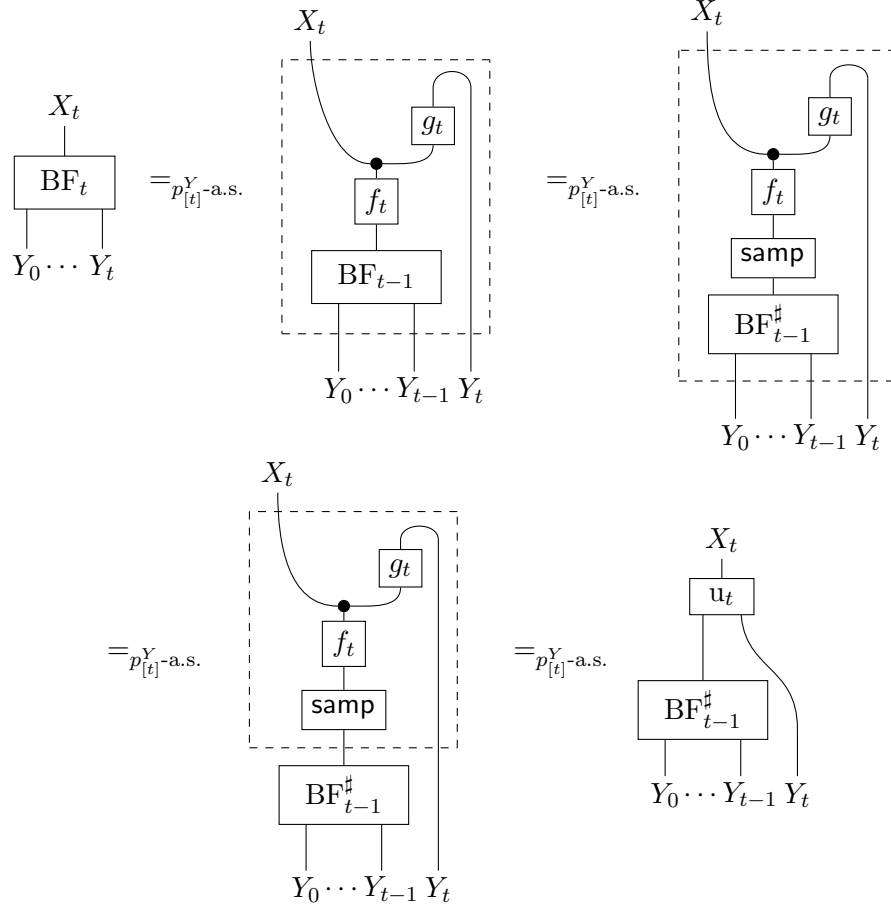 X_t X_t X_t
BF_t =_{p^Y_{[t]}-a.s.} g_t f_t BF_{t−1} =_{p^Y_{[t]}-a.s.} g_t f_t samp BF^♯_{t−1}
Y_0 ⋯ Y_t Y_0 ⋯ Y_{t−1} Y_t Y_0 ⋯ Y_{t−1} Y_t
X_t X_t
=_{p^Y_{[t]}-a.s.} g_t f_t samp BF^♯_{t−1} =_{p^Y_{[t]}-a.s.} u_t BF^♯_{t−1}
Y_0 ⋯ Y_{t−1} Y_t Y_0 ⋯ Y_{t−1} Y_t